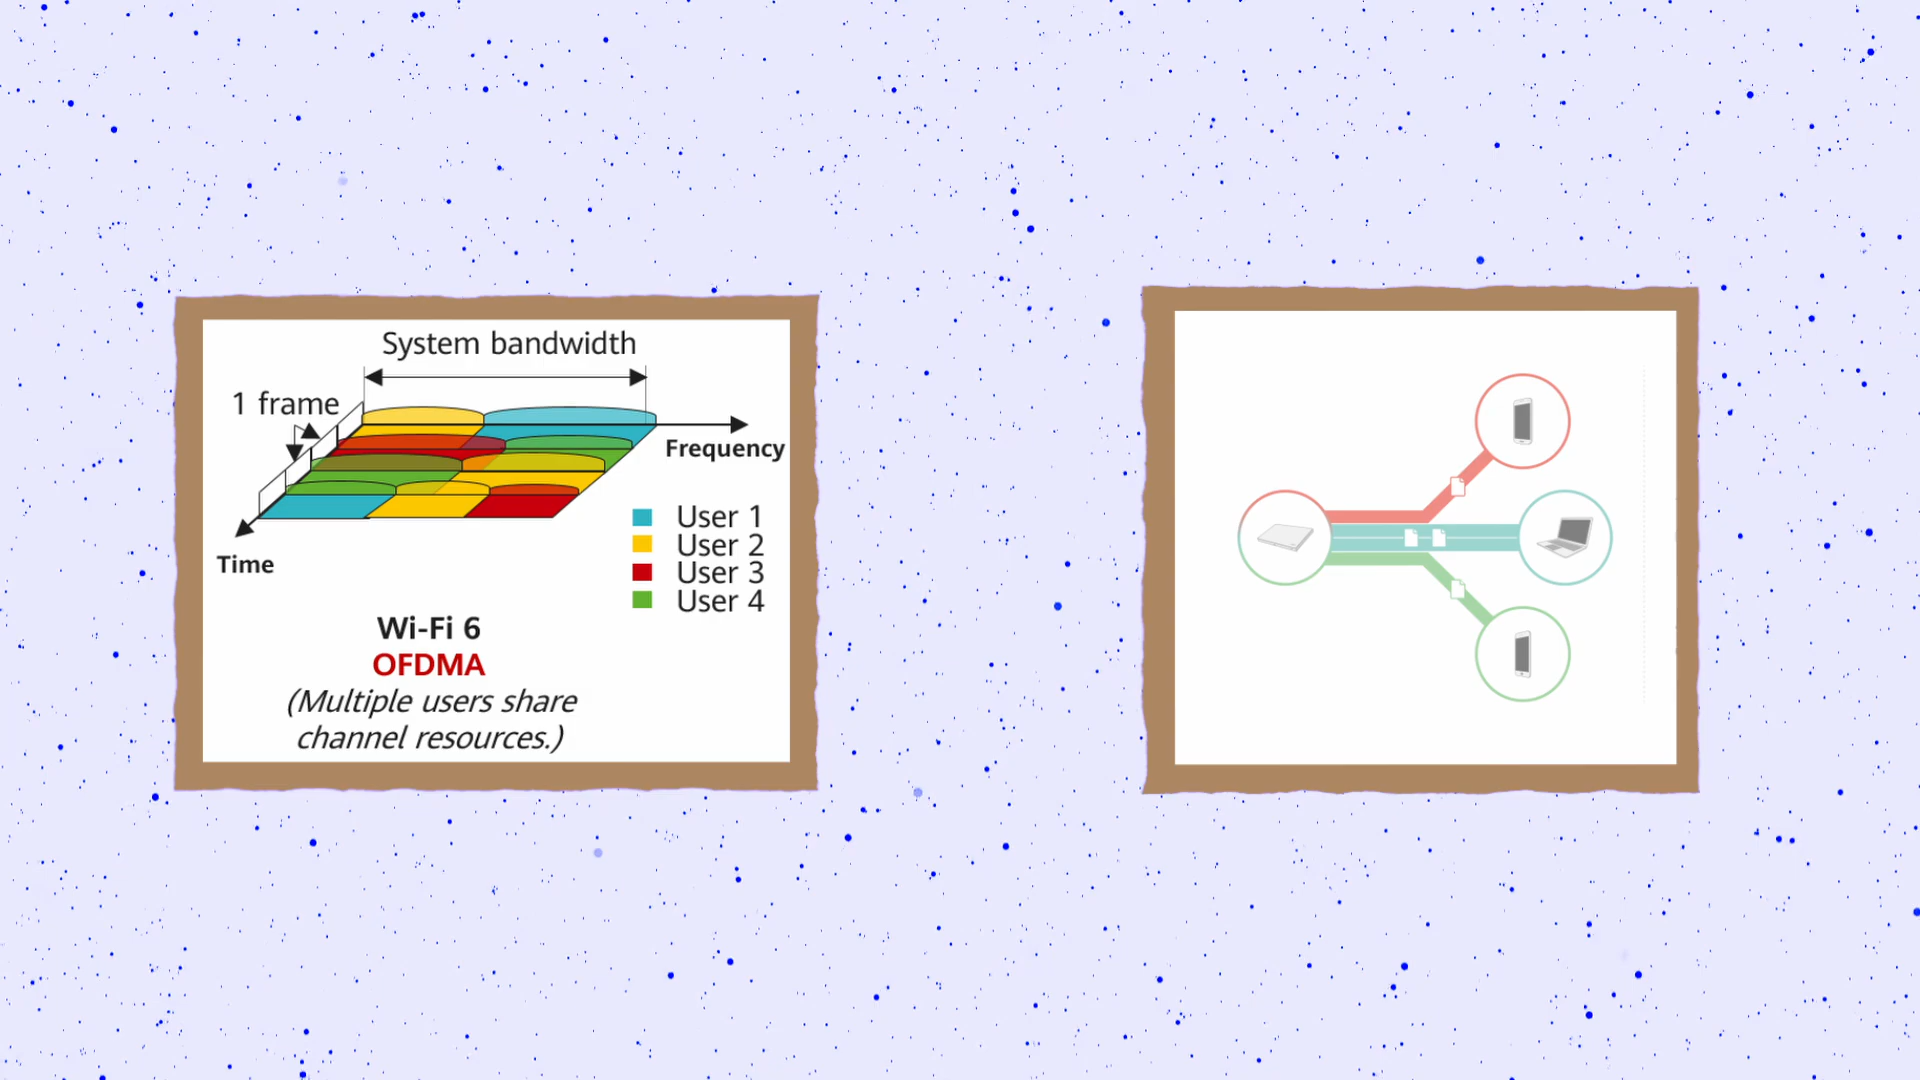 System bandwidth
1 frame
Frequency
Time
User 1
User 2
User 3
User 4
Wi-Fi 6
OFDMA
(Multiple users share
channel resources.)